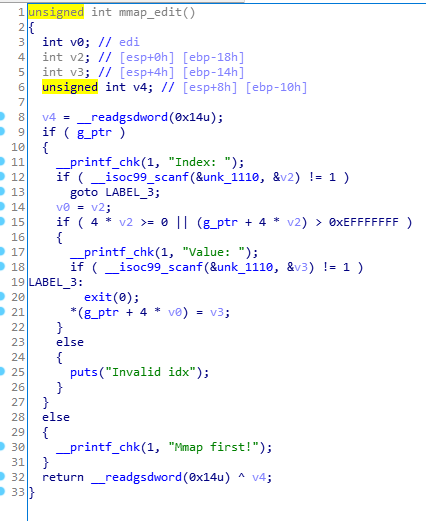 1 unsigned int mmap_edit()
2 {
3 int v0; // edi
4 int v2; // [esp+0h] [ebp-18h]
5 int v3; // [esp+4h] [ebp-14h]
6 unsigned int v4; // [esp+8h] [ebp-10h]
7
8 v4 = __readgsdword(0x14u);
9 if ( g_ptr )
10 {
11 __printf_chk(1, "Index: ");
12 if ( __isoc99_scanf(&unk_1110, &v2) != 1 )
13 goto LABEL_3;
14 v0 = v2;
15 if ( 4 * v2 >= 0 || (g_ptr + 4 * v2) > 0xEFFFFFFF )
16 {
17 __printf_chk(1, "Value: ");
18 if ( __isoc99_scanf(&unk_1110, &v3) != 1 )
19 LABEL_3:
20 exit(0);
21 *(g_ptr + 4 * v0) = v3;
22 }
23 else
24 {
25 puts("Invalid idx");
26 }
27 }
28 else
29 {
30 __printf_chk(1, "Mmap first!");
31 }
32 return __readgsdword(0x14u) ^ v4;
33 }